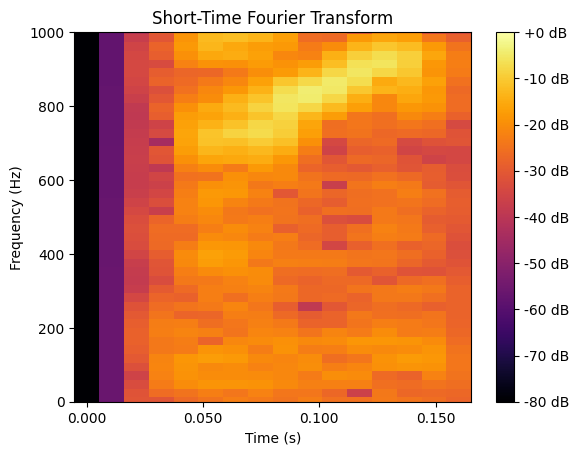 Short-Time Fourier Transform
Frequency (Hz)
1000
800
600
400
200
0
0.000
0.050
0.100
0.150
Time (s)
+0 dB
-10 dB
-20 dB
-30 dB
-40 dB
-50 dB
-60 dB
-70 dB
-80 dB